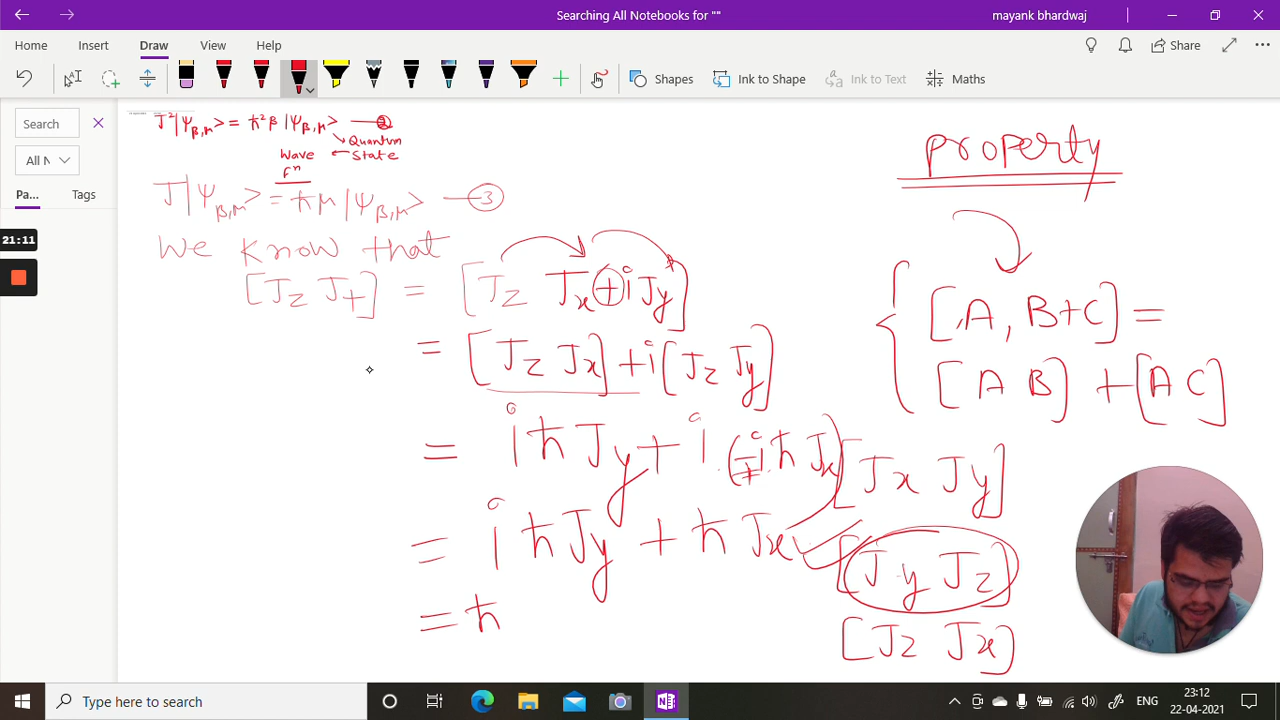 Searching All Notebooks for ""
mayank bhardwaj
Home Insert Draw View Help
Share
Shapes Ink to Shape Ink to Text Maths
Search
All N
Pa... Tags
21:11
J²|Ψβ,μ> = ħ²β |Ψβ,μ> —②
Quantum
State
Wave
fⁿ
J|Ψβ,μ> = ħμ |Ψβ,μ> —③
We know that
[Jz J+] = [Jz Jx + iJy]
= [Jz Jx] + i[Jz Jy]
= iħJy + i.(-iħJx)
= iħJy + ħJx
= ħ
property
[A, B+C] =
[A B] + [A C]
[Jx Jy]
[Jy Jz]
[Jz Jx]
Type here to search
ENG
23:12
22-04-2021